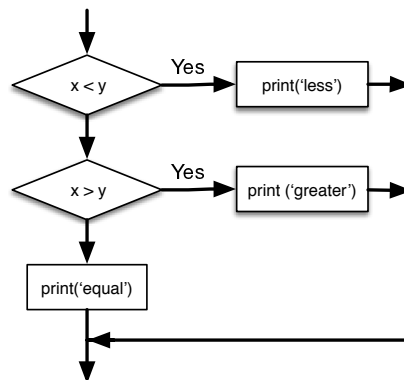 Yes
x < y
print(‘less’)
Yes
x > y
print (‘greater’)
print(‘equal’)